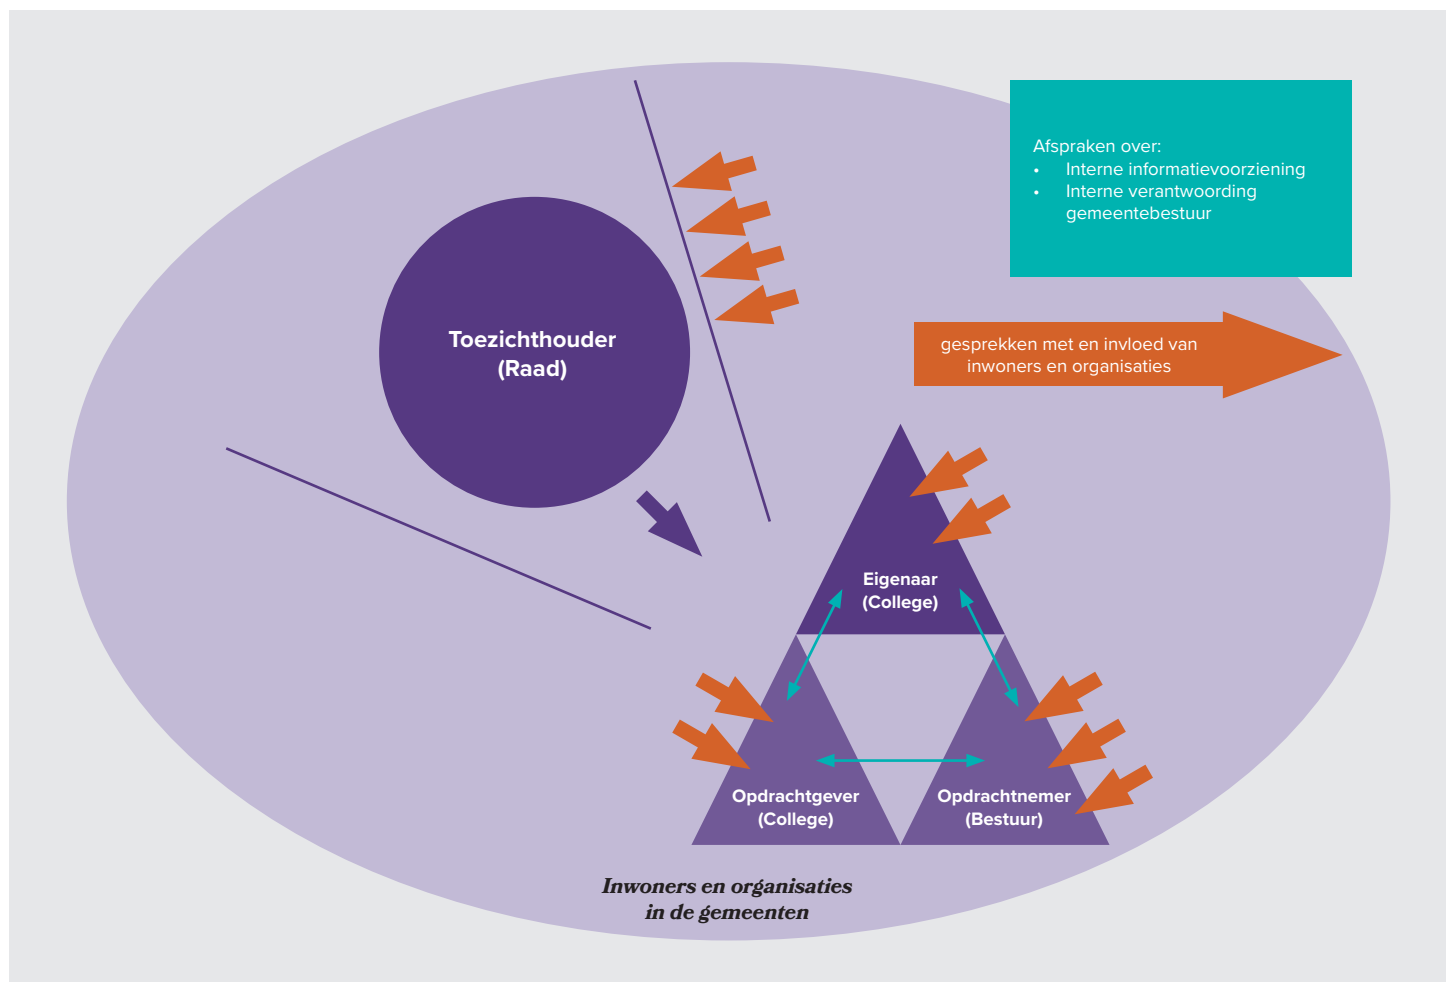 Afspraken over:
• Interne informatievoorziening
• Interne verantwoording
gemeentebestuur
Toezichthouder
(Raad)
gesprekken met en invloed van
inwoners en organisaties
Eigenaar
(College)
Opdrachtgever
(College)
Opdrachtnemer
(Bestuur)
Inwoners en organisaties
in de gemeenten